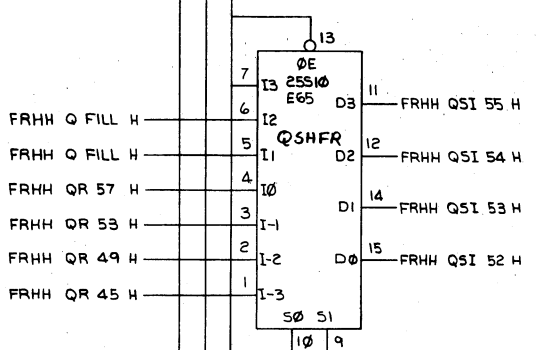 13
ØE
25S10
E65
QSHFR
7 I3
FRHH Q FILL H 6 I2
FRHH Q FILL H 5 I1
FRHH QR 57 H 4 IØ
FRHH QR 53 H 3 I-1
FRHH QR 49 H 2 I-2
FRHH QR 45 H 1 I-3
D3 11 FRHH QSI 55 H
D2 12 FRHH QSI 54 H
D1 14 FRHH QSI 53 H
DØ 15 FRHH QSI 52 H
SØ S1
10 9